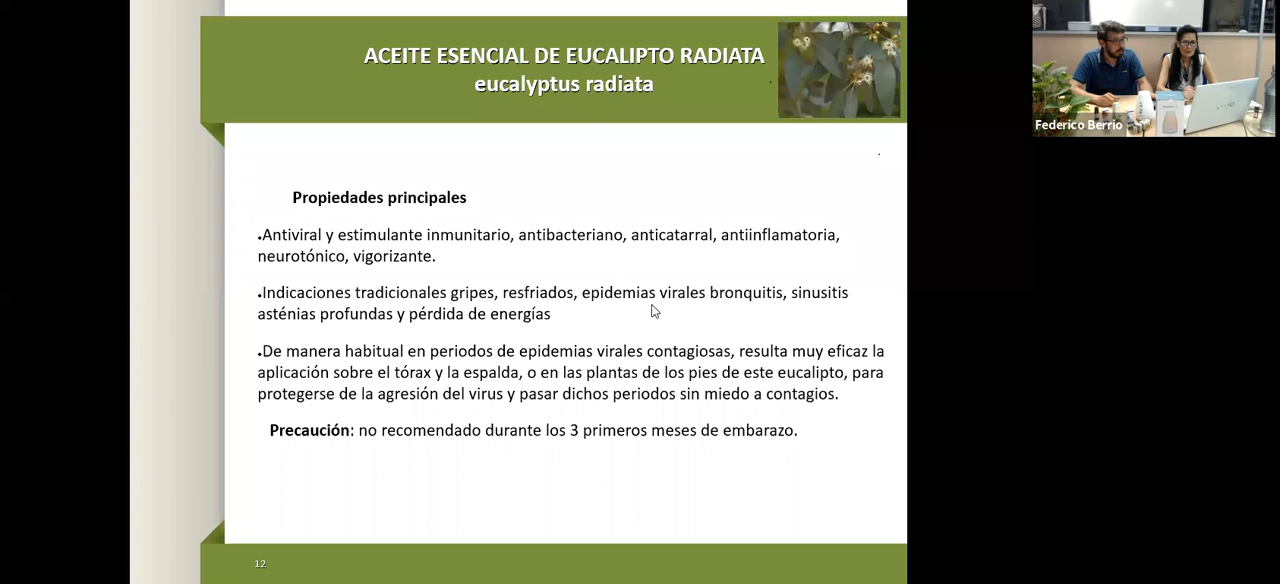 ACEITE ESENCIAL DE EUCALIPTO RADIATA
eucalyptus radiata
Federico Berrio
Propiedades principales
•Antiviral y estimulante inmunitario, antibacteriano, anticatarral, antiinflamatoria,
neurotónico, vigorizante.
•Indicaciones tradicionales gripes, resfriados, epidemias virales bronquitis, sinusitis
asténias profundas y pérdida de energías
•De manera habitual en periodos de epidemias virales contagiosas, resulta muy eficaz la
aplicación sobre el tórax y la espalda, o en las plantas de los pies de este eucalipto, para
protegerse de la agresión del virus y pasar dichos periodos sin miedo a contagios.
Precaución: no recomendado durante los 3 primeros meses de embarazo.
12